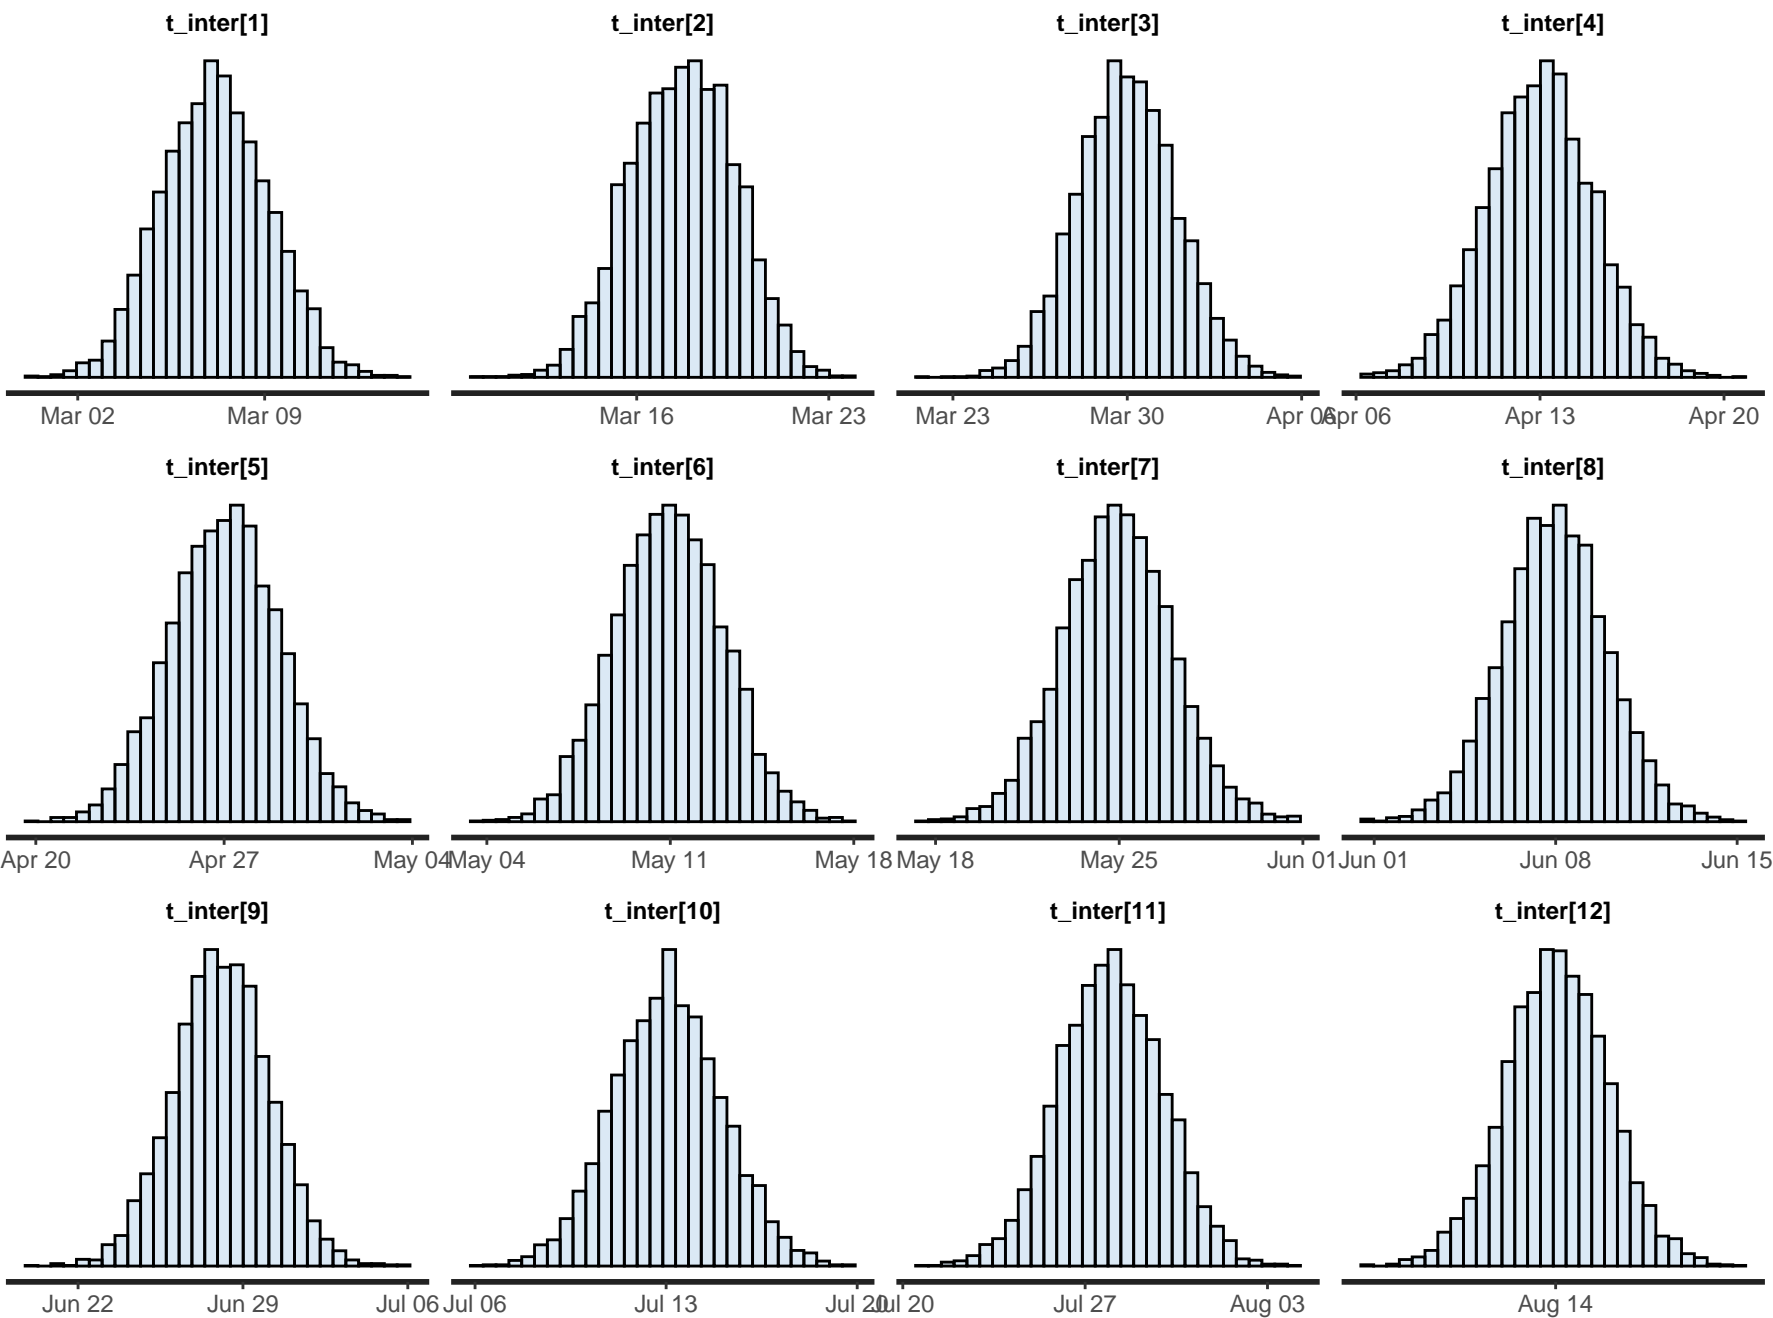 t_inter[1] t_inter[2] t_inter[3] t_inter[4]
Mar 02 Mar 09 Mar 16 Mar 23 Mar 23 Mar 30 Apr 06 Apr 06 Apr 13 Apr 20
t_inter[5] t_inter[6] t_inter[7] t_inter[8]
Apr 20 Apr 27 May 04 May 04 May 11 May 18 May 18 May 25 Jun 01 Jun 01 Jun 08 Jun 15
t_inter[9] t_inter[10] t_inter[11] t_inter[12]
Jun 22 Jun 29 Jul 06 Jul 06 Jul 13 Jul 20 Jul 20 Jul 27 Aug 03 Aug 14